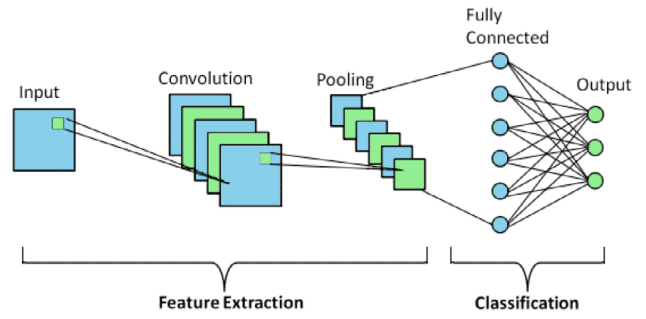 Input
Convolution
Pooling
Fully
Connected
Output
Feature Extraction
Classification